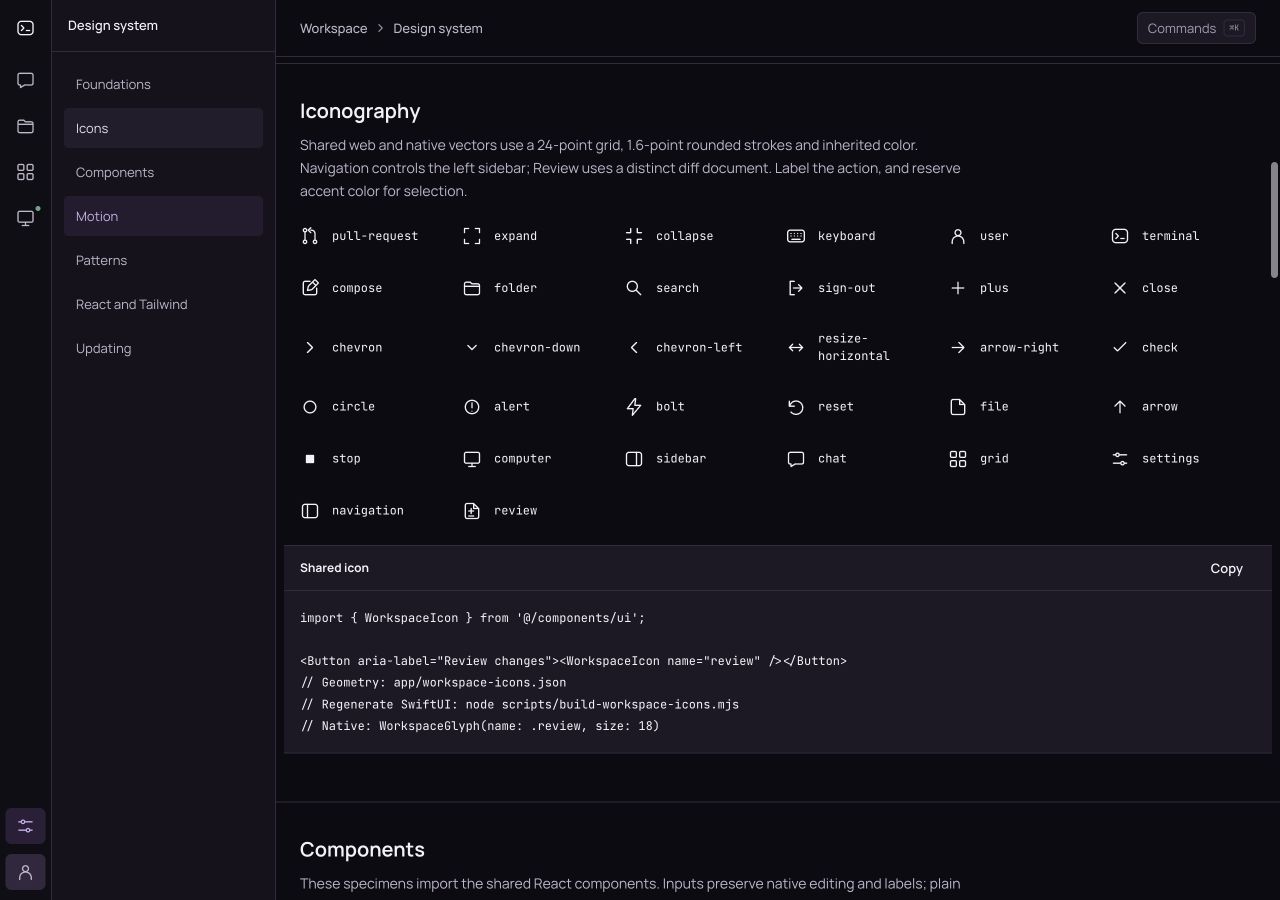 Design system
Workspace > Design system
Commands ⌘K
Foundations
Icons
Components
Motion
Patterns
React and Tailwind
Updating
Iconography
Shared web and native vectors use a 24-point grid, 1.6-point rounded strokes and inherited color.
Navigation controls the left sidebar; Review uses a distinct diff document. Label the action, and reserve
accent color for selection.
pull-request expand collapse keyboard user terminal
compose folder search sign-out plus close
chevron chevron-down chevron-left resize-horizontal arrow-right check
circle alert bolt reset file arrow
stop computer sidebar chat grid settings
navigation review
Shared icon Copy
import { WorkspaceIcon } from '@/components/ui';
<Button aria-label="Review changes"><WorkspaceIcon name="review" /></Button>
// Geometry: app/workspace-icons.json
// Regenerate SwiftUI: node scripts/build-workspace-icons.mjs
// Native: WorkspaceGlyph(name: .review, size: 18)
Components
These specimens import the shared React components. Inputs preserve native editing and labels; plain